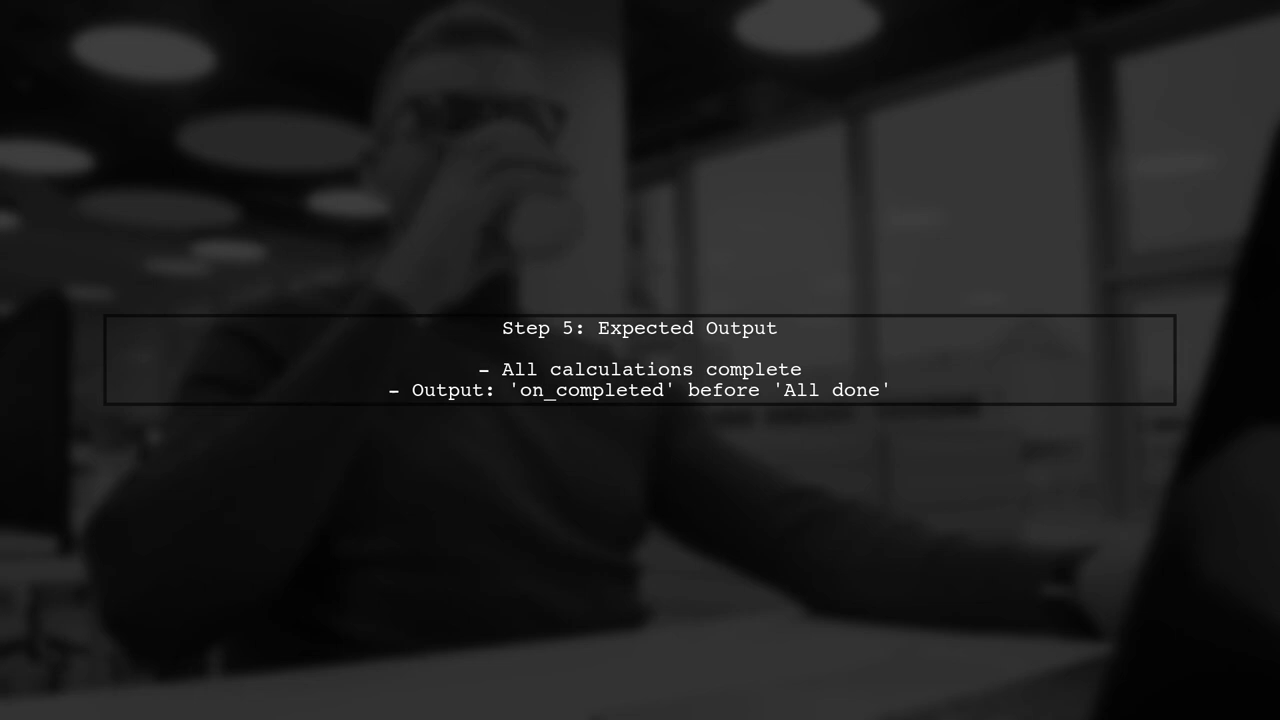 Step 5: Expected Output
- All calculations complete
- Output: 'on_completed' before 'All done'